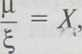 μ/ξ = X,